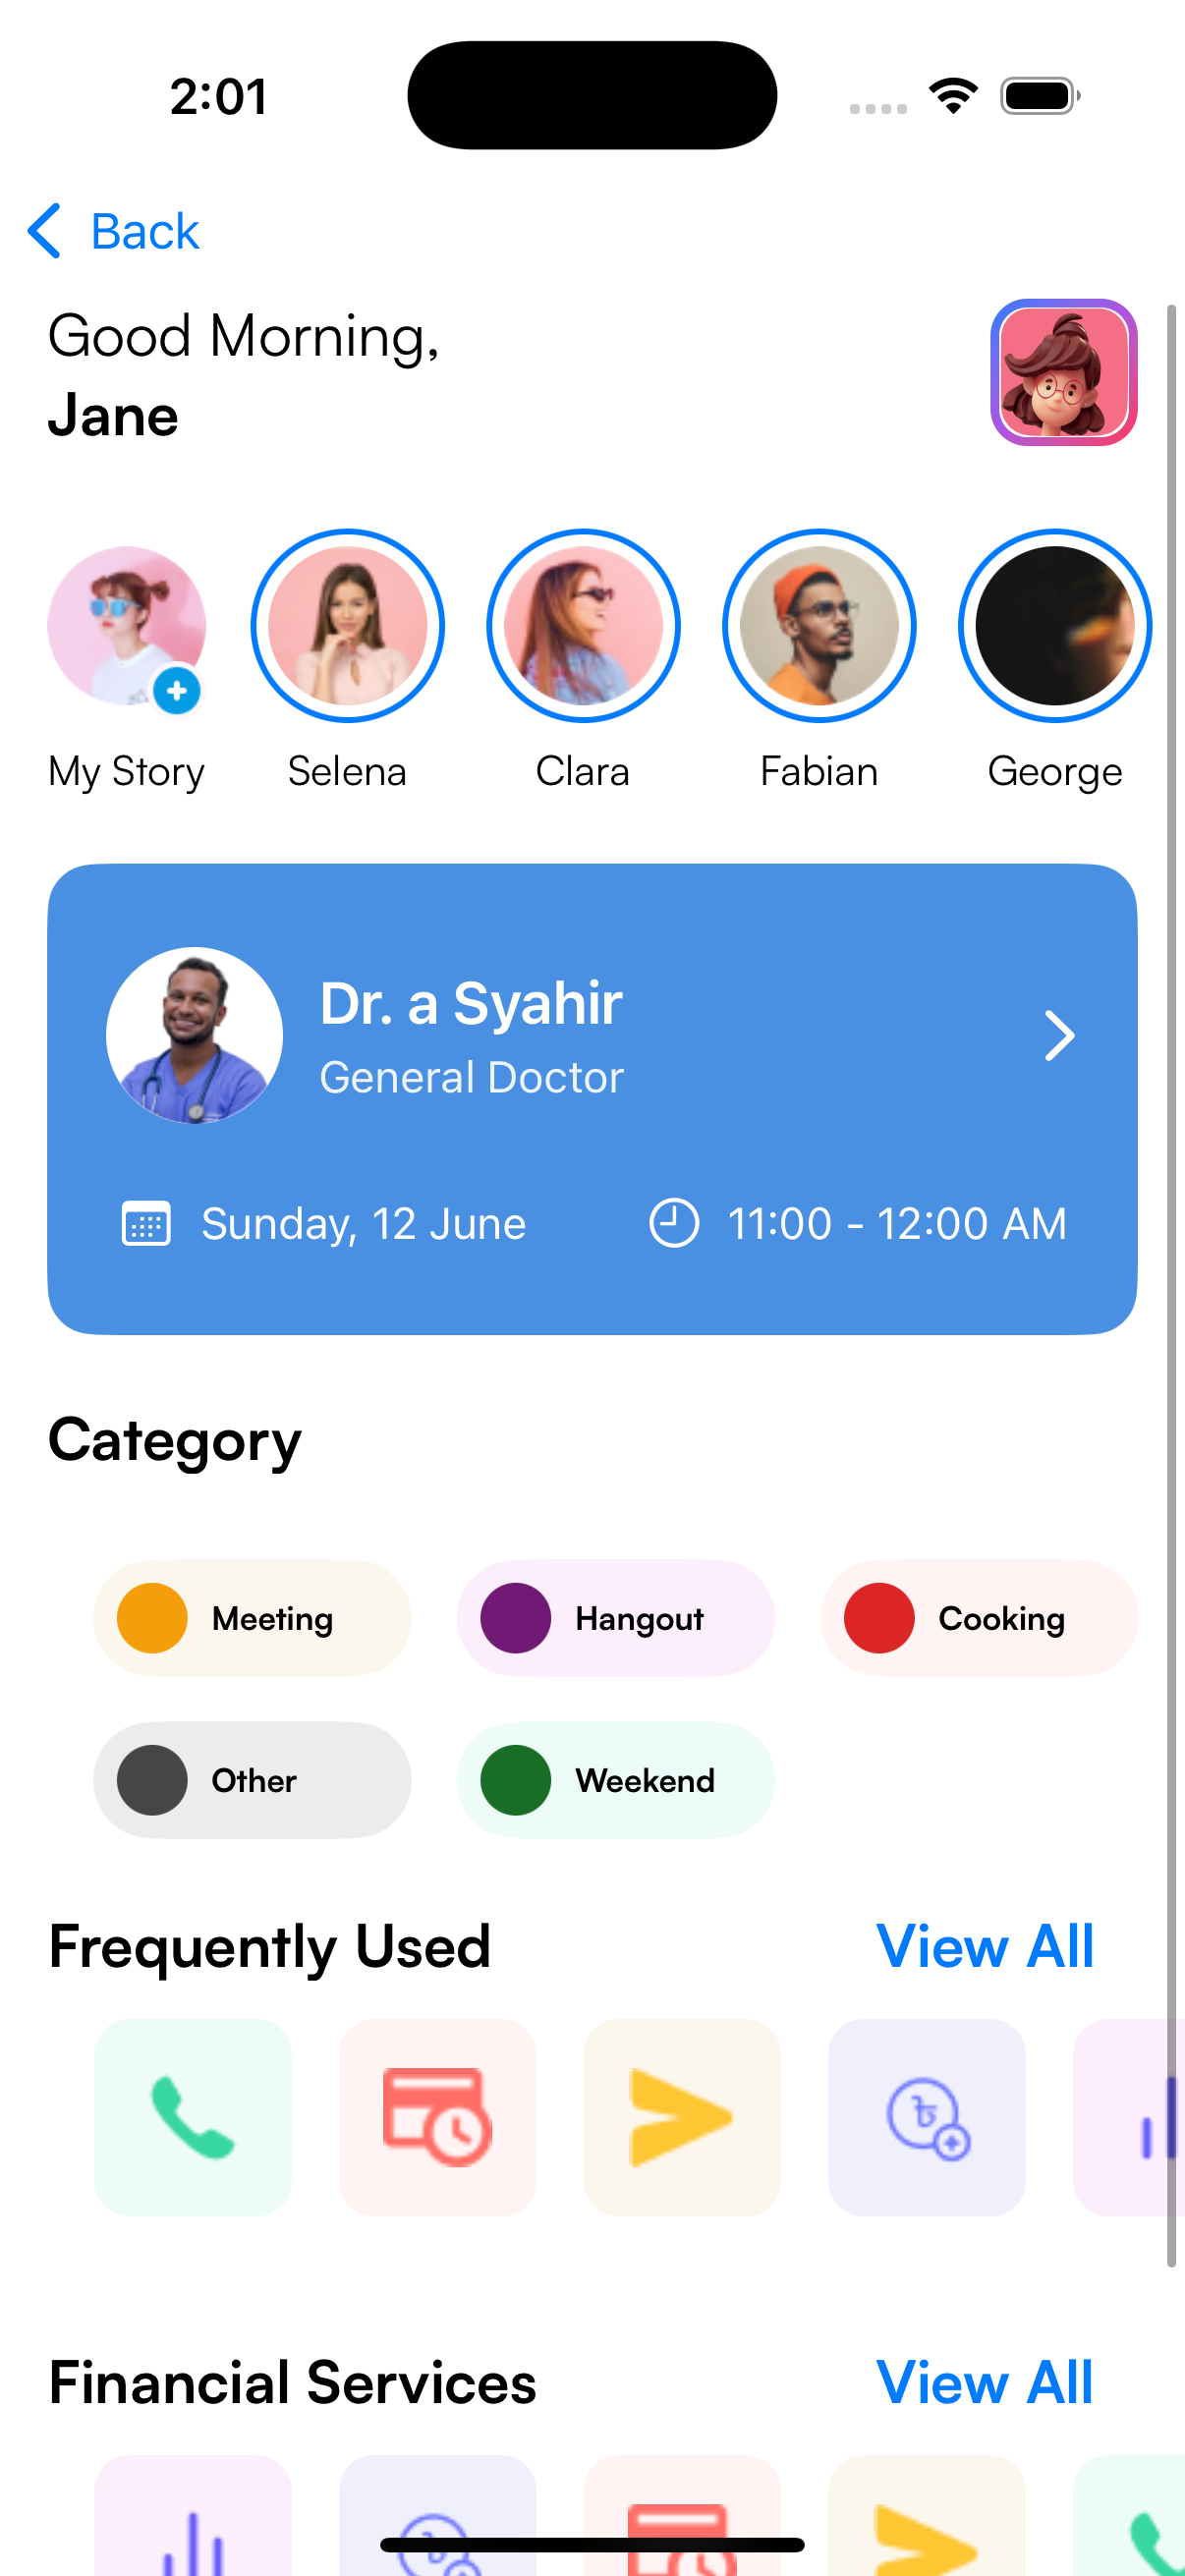 2:01
Back
Good Morning,
Jane
My Story
Selena
Clara
Fabian
George
Dr. a Syahir
General Doctor
Sunday, 12 June
11:00 - 12:00 AM
Category
Meeting
Hangout
Cooking
Other
Weekend
Frequently Used
View All
৳
Financial Services
View All